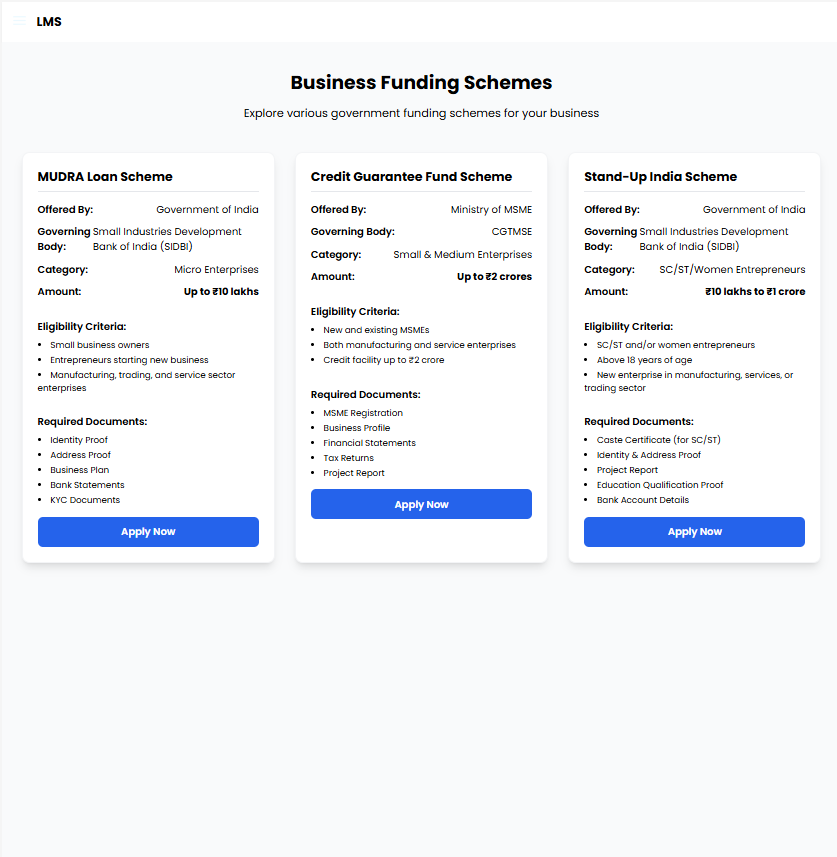 LMS
Business Funding Schemes
Explore various government funding schemes for your business
MUDRA Loan Scheme
Offered By: Government of India
Governing Small Industries Development
Body: Bank of India (SIDBI)
Category: Micro Enterprises
Amount: Up to ₹10 lakhs
Eligibility Criteria:
• Small business owners
• Entrepreneurs starting new business
• Manufacturing, trading, and service sector
enterprises
Required Documents:
• Identity Proof
• Address Proof
• Business Plan
• Bank Statements
• KYC Documents
Apply Now
Credit Guarantee Fund Scheme
Offered By: Ministry of MSME
Governing Body: CGTMSE
Category: Small & Medium Enterprises
Amount: Up to ₹2 crores
Eligibility Criteria:
• New and existing MSMEs
• Both manufacturing and service enterprises
• Credit facility up to ₹2 crore
Required Documents:
• MSME Registration
• Business Profile
• Financial Statements
• Tax Returns
• Project Report
Apply Now
Stand-Up India Scheme
Offered By: Government of India
Governing Small Industries Development
Body: Bank of India (SIDBI)
Category: SC/ST/Women Entrepreneurs
Amount: ₹10 lakhs to ₹1 crore
Eligibility Criteria:
• SC/ST and/or women entrepreneurs
• Above 18 years of age
• New enterprise in manufacturing, services, or
trading sector
Required Documents:
• Caste Certificate (for SC/ST)
• Identity & Address Proof
• Project Report
• Education Qualification Proof
• Bank Account Details
Apply Now